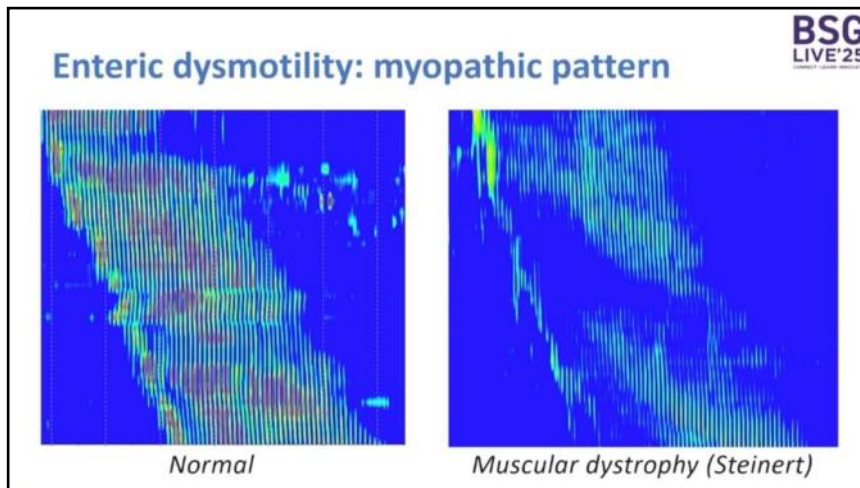 BSG
LIVE'25
Enteric dysmotility: myopathic pattern
Normal
Muscular dystrophy (Steinert)